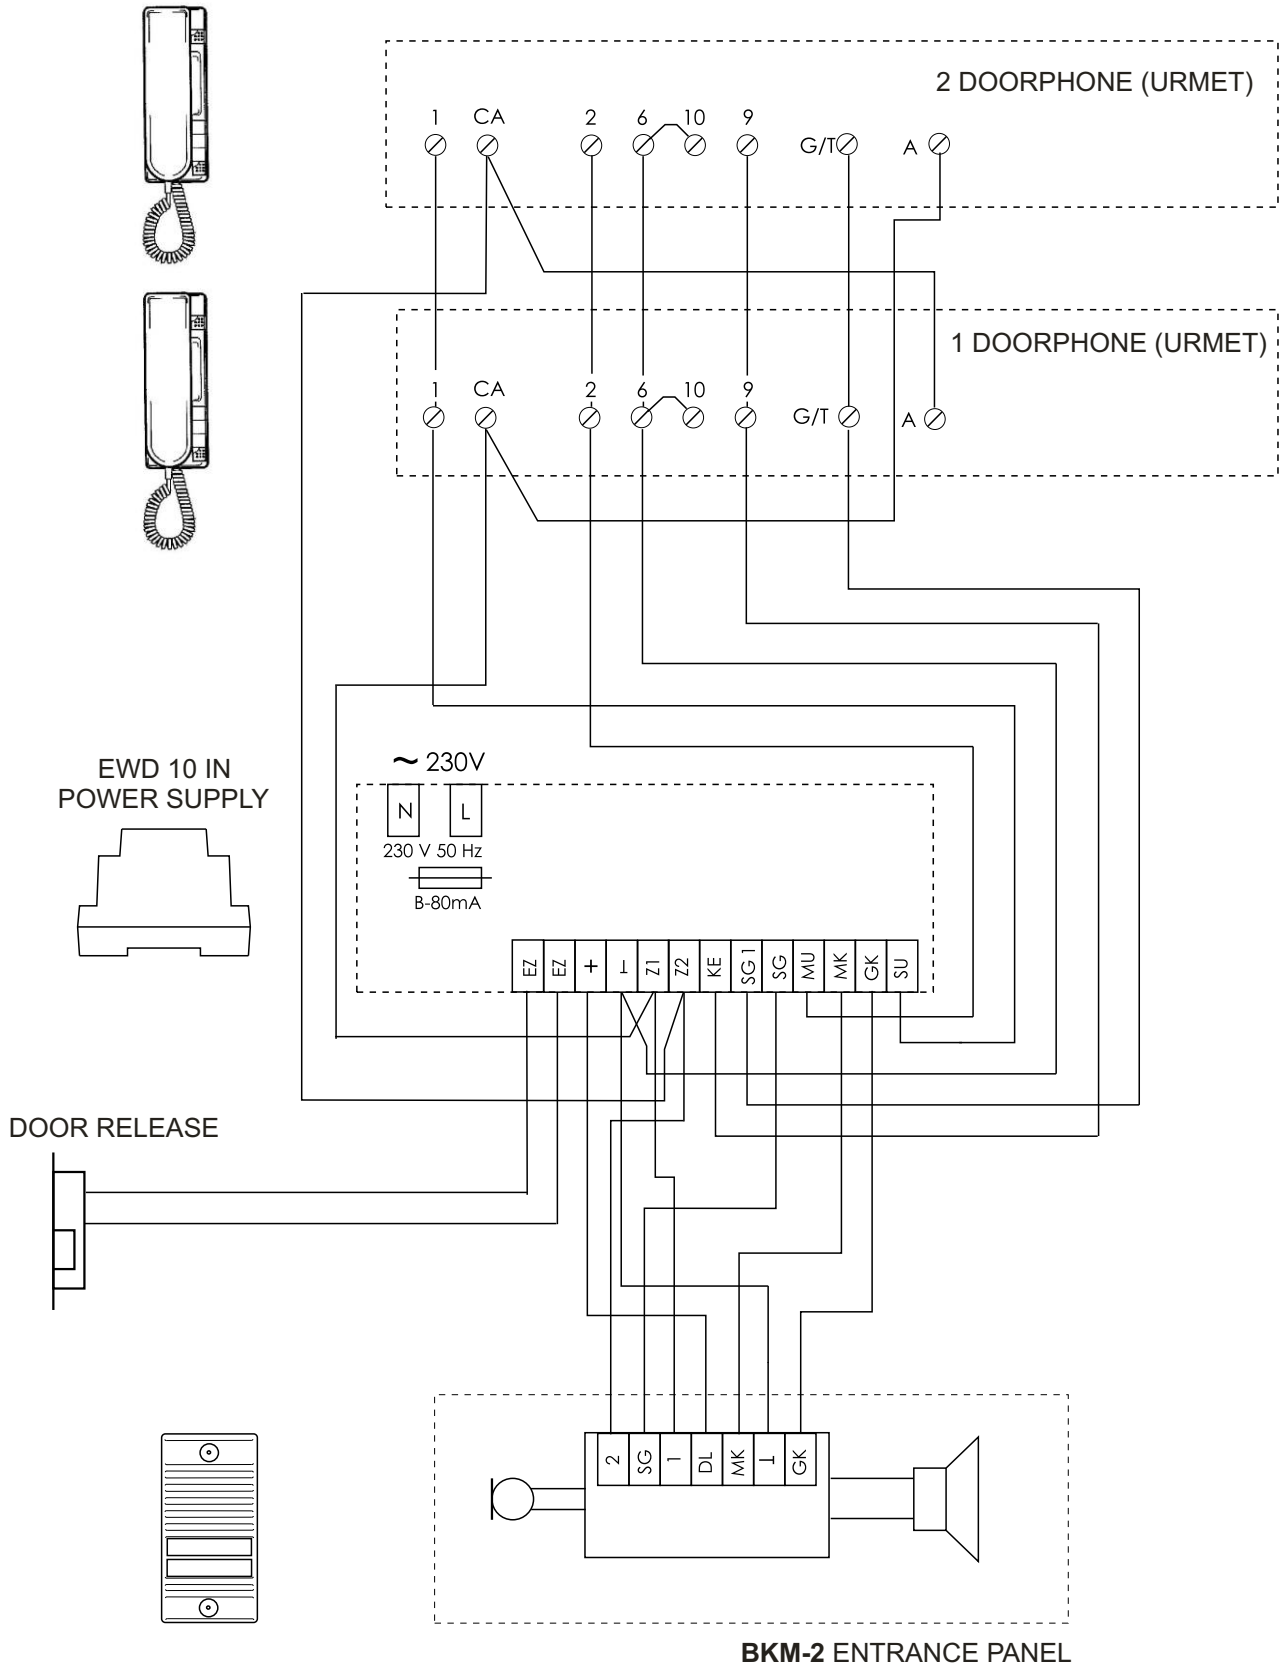 2 DOORPHONE (URMET)
1 CA 2 6 10 9
G/T A
1 DOORPHONE (URMET)
1 CA 2 6 10 9
G/T A
~ 230V
EWD 10 IN
POWER SUPPLY
N L
230 V 50 Hz
B-80mA
EZ EZ + ⊥ Z1 Z2 KE SG1 SG MU MK GK SU
DOOR RELEASE
2 SG 1 DL MK ⊥ GK
BKM-2 ENTRANCE PANEL